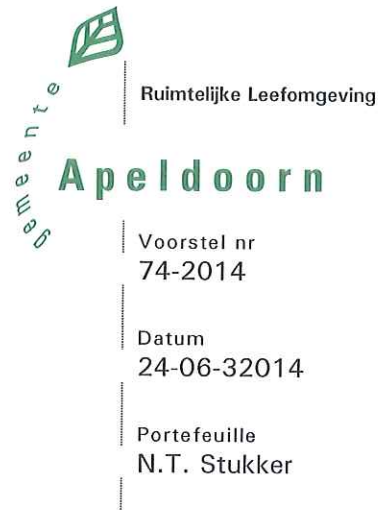 Ruimtelijke Leefomgeving
gemeente
Apeldoorn
Voorstel nr
74-2014
Datum
24-06-32014
Portefeuille
N.T. Stukker